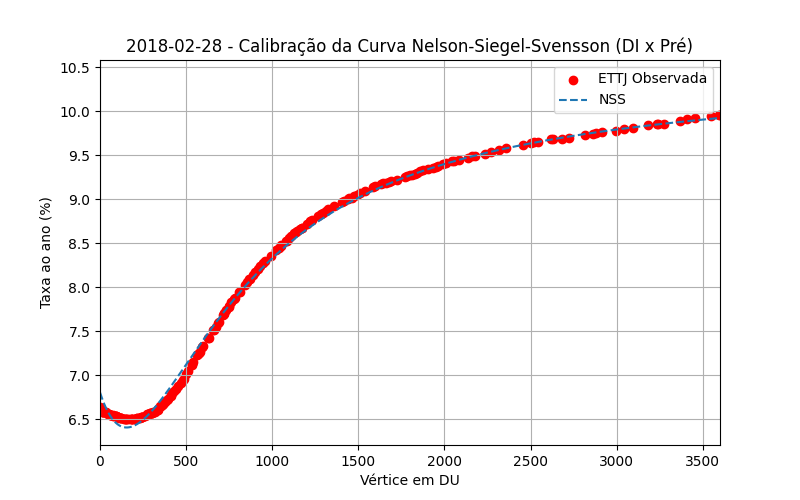 2018-02-28 - Calibração da Curva Nelson-Siegel-Svensson (DI x Pré)
ETTJ Observada
NSS
Taxa ao ano (%)
10.5
10.0
9.5
9.0
8.5
8.0
7.5
7.0
6.5
0 500 1000 1500 2000 2500 3000 3500
Vértice em DU